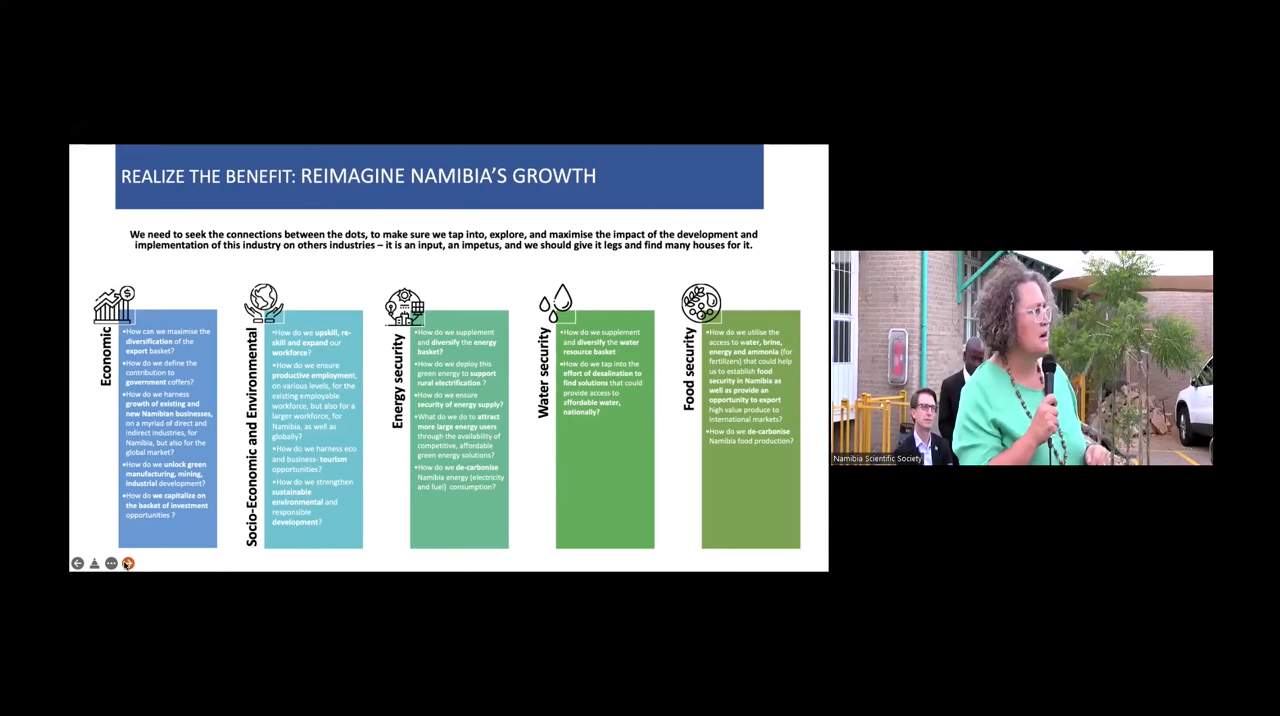 REALIZE THE BENEFIT: REIMAGINE NAMIBIA'S GROWTH
We need to seek the connections between the dots, to make sure we tap into, explore, and maximise the impact of the development and
implementation of this industry on others industries – it is an input, an impetus, and we should give it legs and find many houses for it.
Economic
•How can we maximise the
diversification of the
export basket?
•How do we define the
contribution to
government coffers?
•How do we harness
growth of existing and
new Namibian businesses,
on a myriad of direct and
indirect industries, for
Namibia, but also for the
global market?
•How do we unlock green
manufacturing, mining,
industrial development?
•How do we capitalize on
the basket of investment
opportunities ?
Socio-Economic and Environmental
•How do we upskill, re-
skill and expand our
workforce?
•How do we ensure
productive employment,
on various levels, for the
existing employable
workforce, but also for a
larger workforce, for
Namibia, as well as
globally?
•How do we harness eco
and business- tourism
opportunities?
•How do we strengthen
sustainable
environmental and
responsible
development?
Energy security
•How do we supplement
and diversify the energy
basket?
•How do we deploy this
green energy to support
rural electrification ?
•How do we ensure
security of energy supply?
•What do we do to attract
more large energy users
through the availability of
competitive, affordable
green energy solutions?
•How do we de-carbonise
Namibia energy (electricity
and fuel) consumption?
Water security
•How do we supplement
and diversify the water
resource basket
•How do we tap into the
effort of desalination to
find solutions that could
provide access to
affordable water,
nationally?
Food security
•How do we utilise the
access to water, brine,
energy and ammonia (for
fertilizers) that could help
us to establish food
security in Namibia as
well as provide an
opportunity to export
high value produce to
international markets?
•How do we de-carbonise
Namibia food production?
Namibia Scientific Society